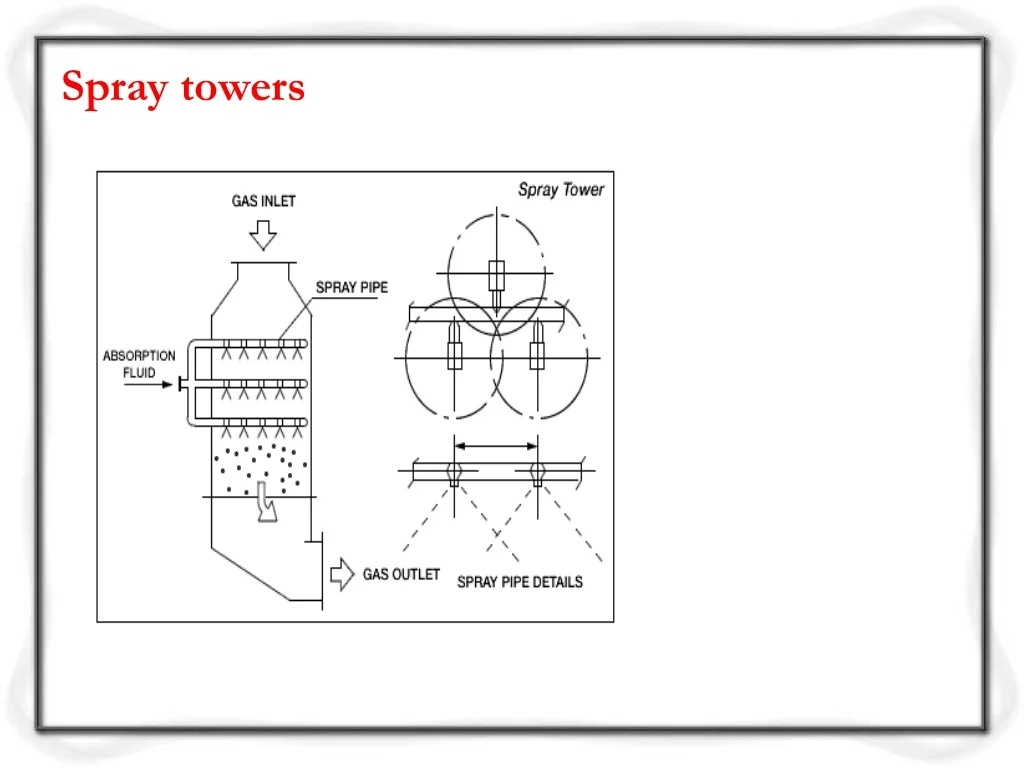 Spray towers
Spray Tower
GAS INLET
SPRAY PIPE
ABSORPTION
FLUID
GAS OUTLET
SPRAY PIPE DETAILS